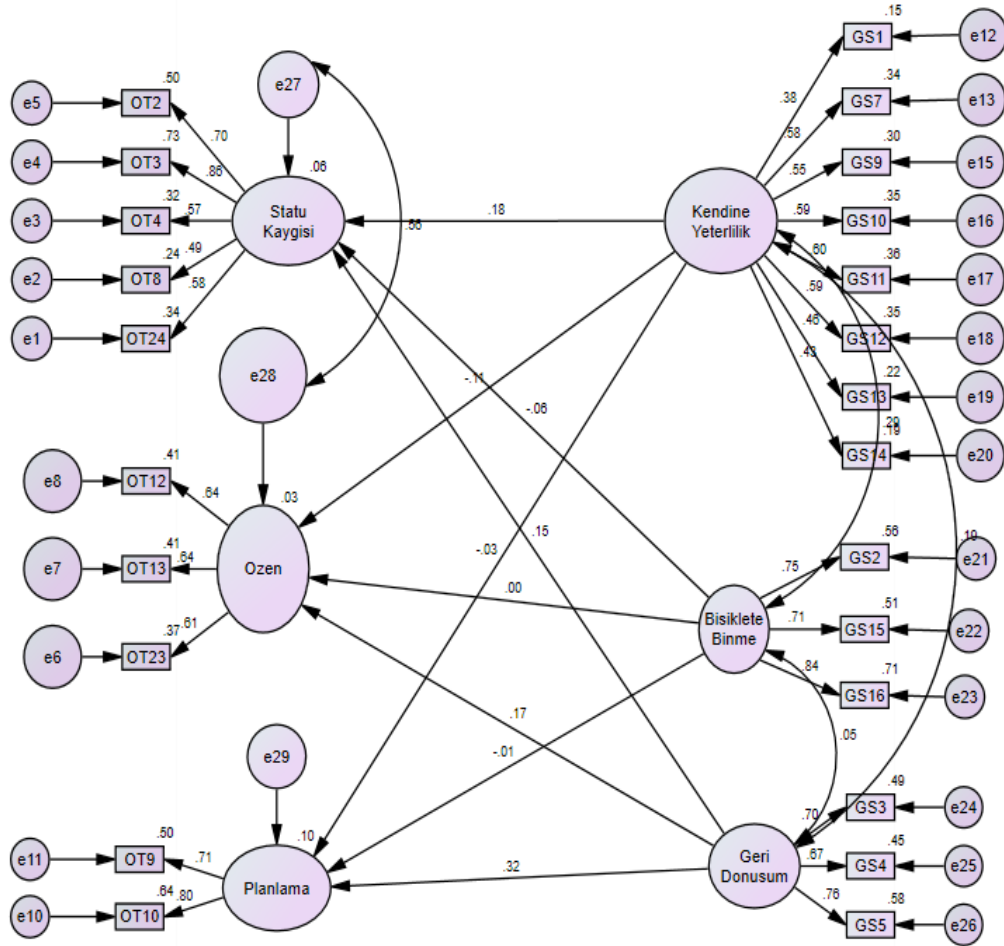 .15
GS1
e12
.50
e27
e5
OT2
.38
.34
GS7
e13
.70
.73
.58
.30
e4
OT3
.86
.06
GS9
e15
.55
.32
Statu
Kaygisi
.18
Kendine
Yeterlilik
.59
.35
e3
OT4
.57
GS10
e16
.56
.60
.36
.24
.49
e2
OT8
GS11
e17
.59
.35
.58
.34
e1
OT24
.46
GS12
e18
.43
.22
e28
-.11
GS13
e19
-.06
.29
.19
GS14
e20
.41
e8
OT12
.64
.03
.15
.19
.56
-.03
GS2
e21
.41
.75
e7
OT13
.64
Ozen
.00
.51
Bisiklete
Binme
.71
GS15
e22
.37
.61
e6
OT23
.84
.71
GS16
e23
.17
.05
e29
-.01
.49
.70
GS3
e24
.50
.10
e11
OT9
.71
.32
Geri
Donusum
.67
.45
GS4
e25
Planlama
.64
.80
.76
.58
e10
OT10
GS5
e26